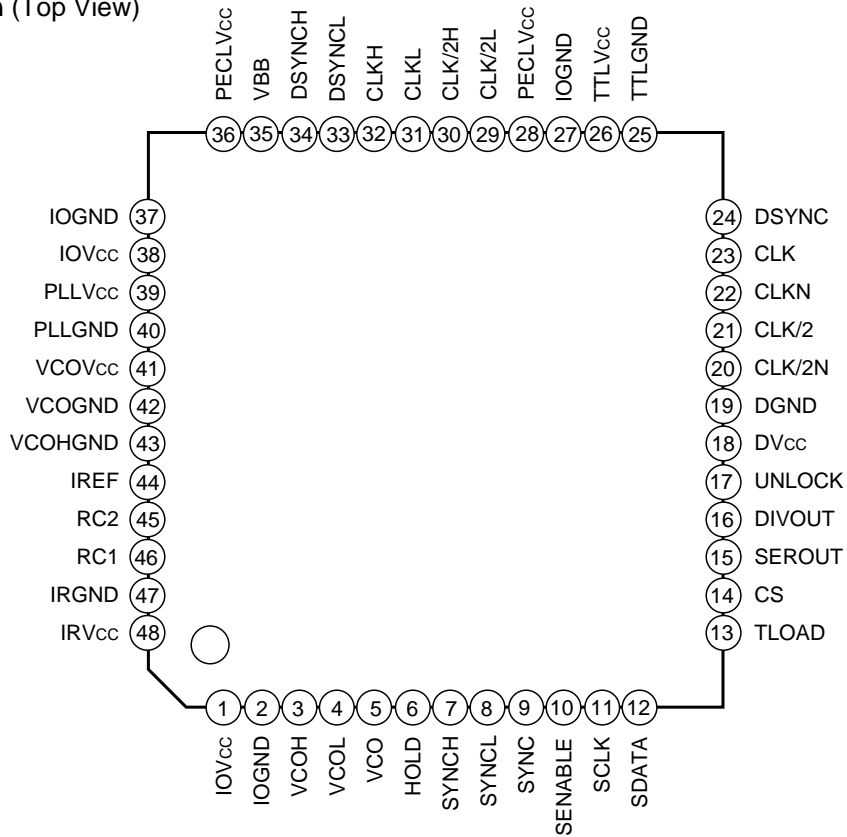 n (Top View)
PECLVcc
VBB
DSYNCH
DSYNCL
CLKH
CLKL
CLK/2H
CLK/2L
PECLVcc
IOGND
TTLVcc
TTLGND
36 35 34 33 32 31 30 29 28 27 26 25
IOGND 37
IOVcc 38
PLLVcc 39
PLLGND 40
VCOVcc 41
VCOGND 42
VCOHGND 43
IREF 44
RC2 45
RC1 46
IRGND 47
IRVcc 48
24 DSYNC
23 CLK
22 CLKN
21 CLK/2
20 CLK/2N
19 DGND
18 DVcc
17 UNLOCK
16 DIVOUT
15 SEROUT
14 CS
13 TLOAD
1 2 3 4 5 6 7 8 9 10 11 12
IOVcc
IOGND
VCOH
VCOL
VCO
HOLD
SYNCH
SYNCL
SYNC
SENABLE
SCLK
SDATA